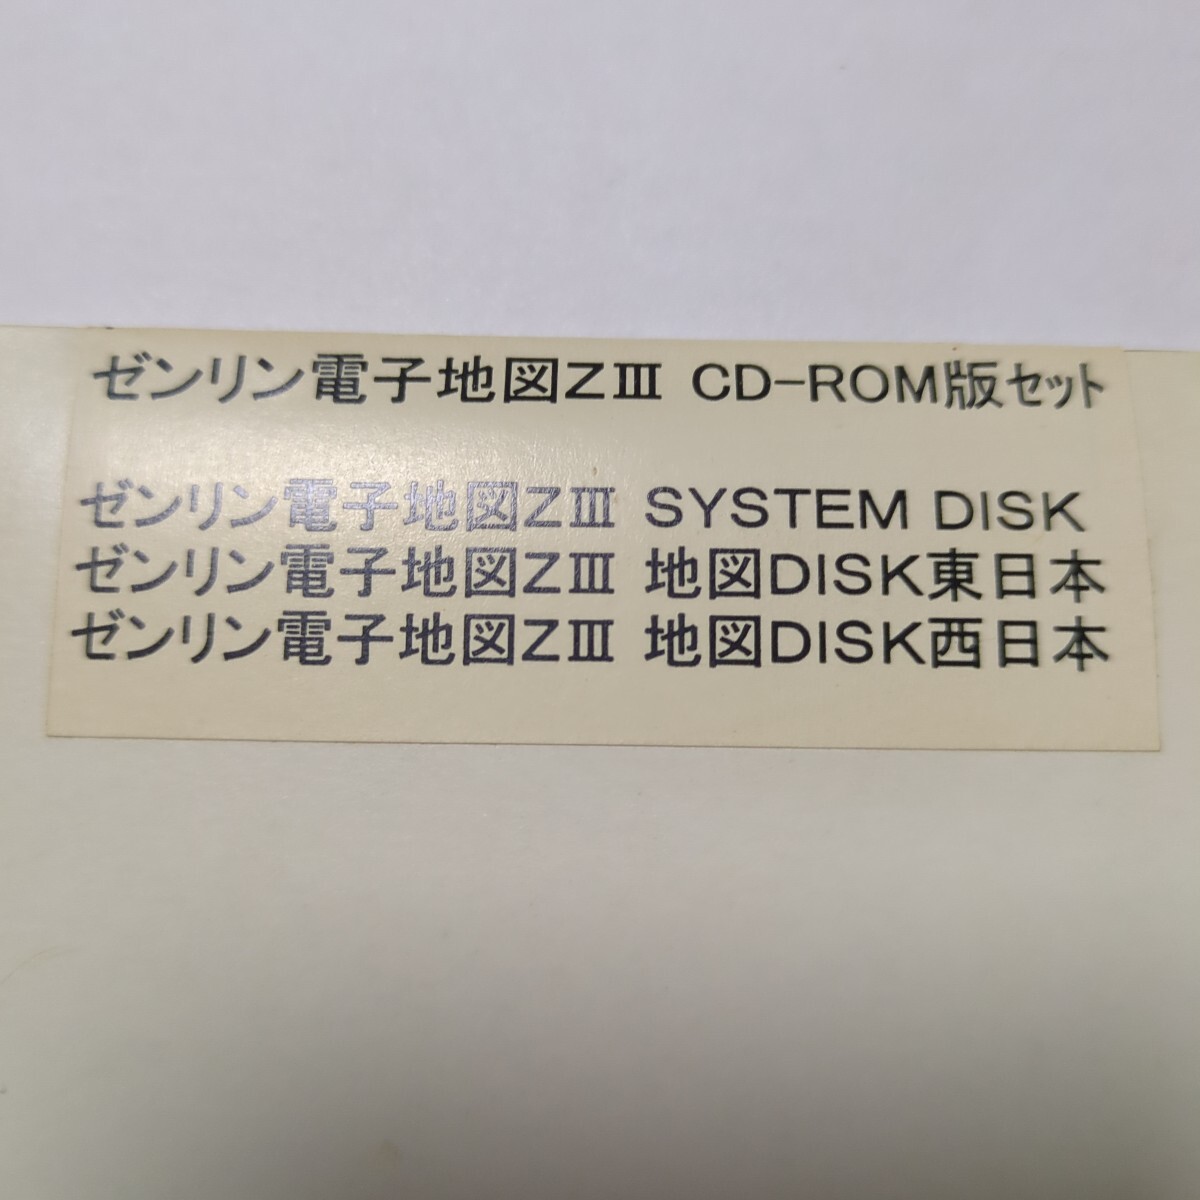 ゼンリン電子地図ZⅢ CD-ROM版セット
ゼンリン電子地図ZⅢ SYSTEM DISK
ゼンリン電子地図ZⅢ 地図DISK東日本
ゼンリン電子地図ZⅢ 地図DISK西日本